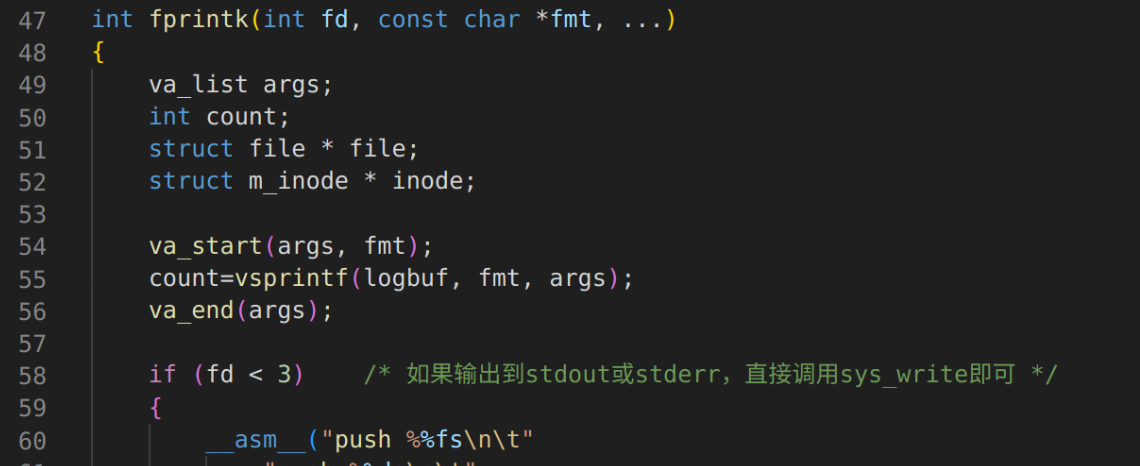 47 int fprintk(int fd, const char *fmt, ...)
48 {
49 va_list args;
50 int count;
51 struct file * file;
52 struct m_inode * inode;
53
54 va_start(args, fmt);
55 count=vsprintf(logbuf, fmt, args);
56 va_end(args);
57
58 if (fd < 3) /* 如果输出到stdout或stderr，直接调用sys_write即可 */
59 {
60 __asm__("push %%fs\n\t"